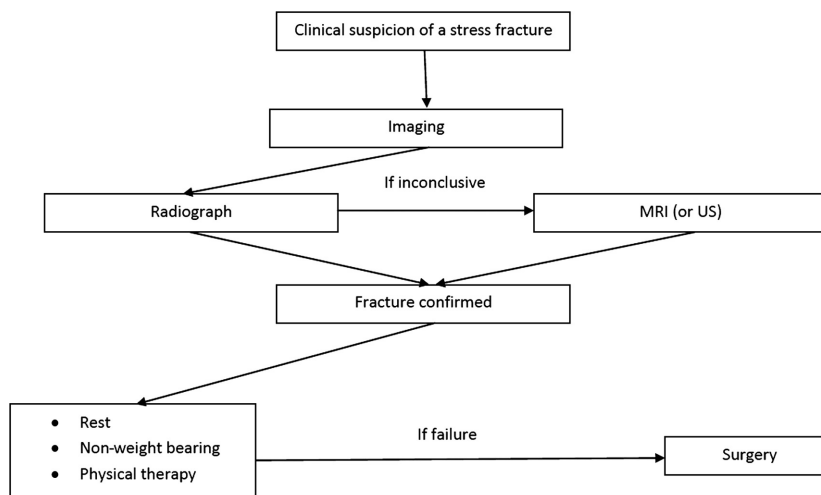 Clinical suspicion of a stress fracture
Imaging
If inconclusive
Radiograph
MRI (or US)
Fracture confirmed
• Rest
• Non-weight bearing
• Physical therapy
If failure
Surgery